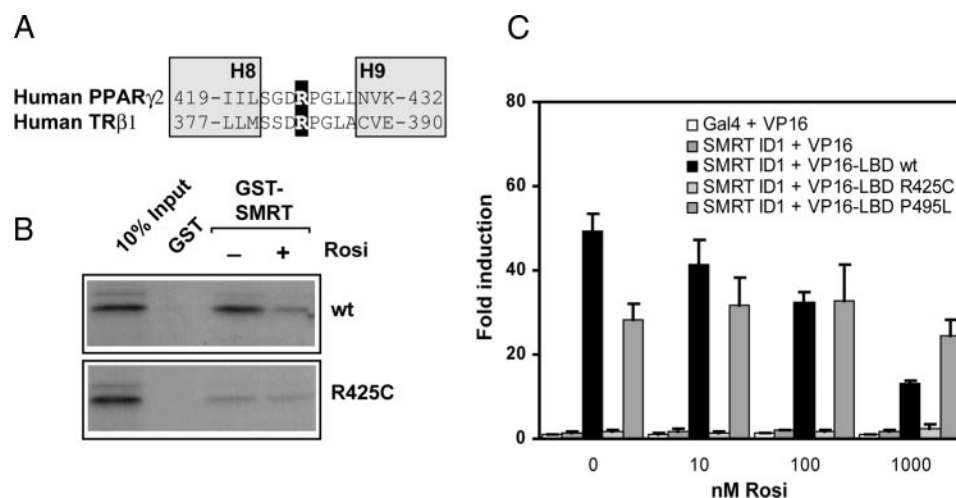 A
H8
H9
Human PPARγ2 419-IILSGDRPGLLNVK-432
Human TRβ1 377-LLMSSDRPGLACVE-390
B
10% Input
GST
GST-
SMRT
–
+
Rosi
wt
R425C
C
Fold induction
80
60
40
20
0
Gal4 + VP16
SMRT ID1 + VP16
SMRT ID1 + VP16-LBD wt
SMRT ID1 + VP16-LBD R425C
SMRT ID1 + VP16-LBD P495L
0 10 100 1000
nM Rosi